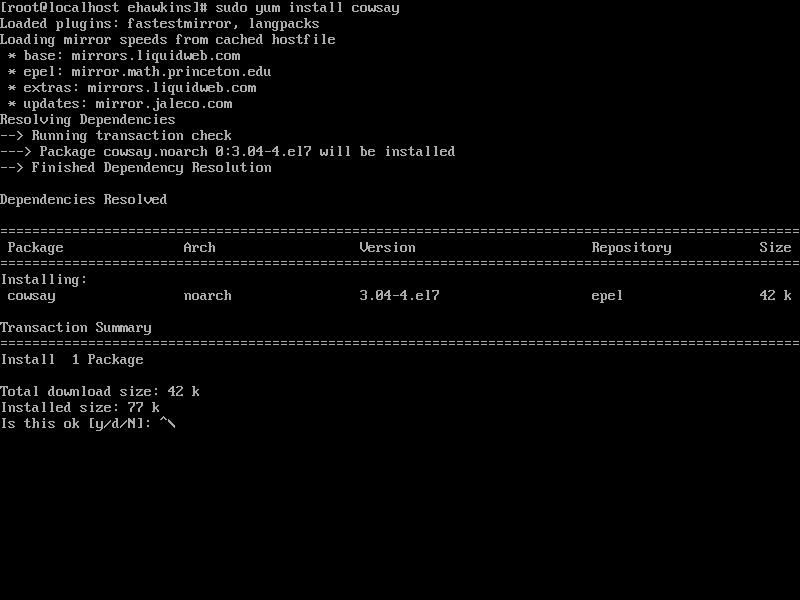 [root@localhost ehawkins]# sudo yum install cowsay
Loaded plugins: fastestmirror, langpacks
Loading mirror speeds from cached hostfile
 * base: mirrors.liquidweb.com
 * epel: mirror.math.princeton.edu
 * extras: mirrors.liquidweb.com
 * updates: mirror.jaleco.com
Resolving Dependencies
--> Running transaction check
---> Package cowsay.noarch 0:3.04-4.el7 will be installed
--> Finished Dependency Resolution

Dependencies Resolved

====================================================================================================
 Package               Arch                  Version                      Repository           Size
====================================================================================================
Installing:
 cowsay                noarch                3.04-4.el7                   epel                 42 k

Transaction Summary
====================================================================================================
Install  1 Package

Total download size: 42 k
Installed size: 77 k
Is this ok [y/d/N]: ^\